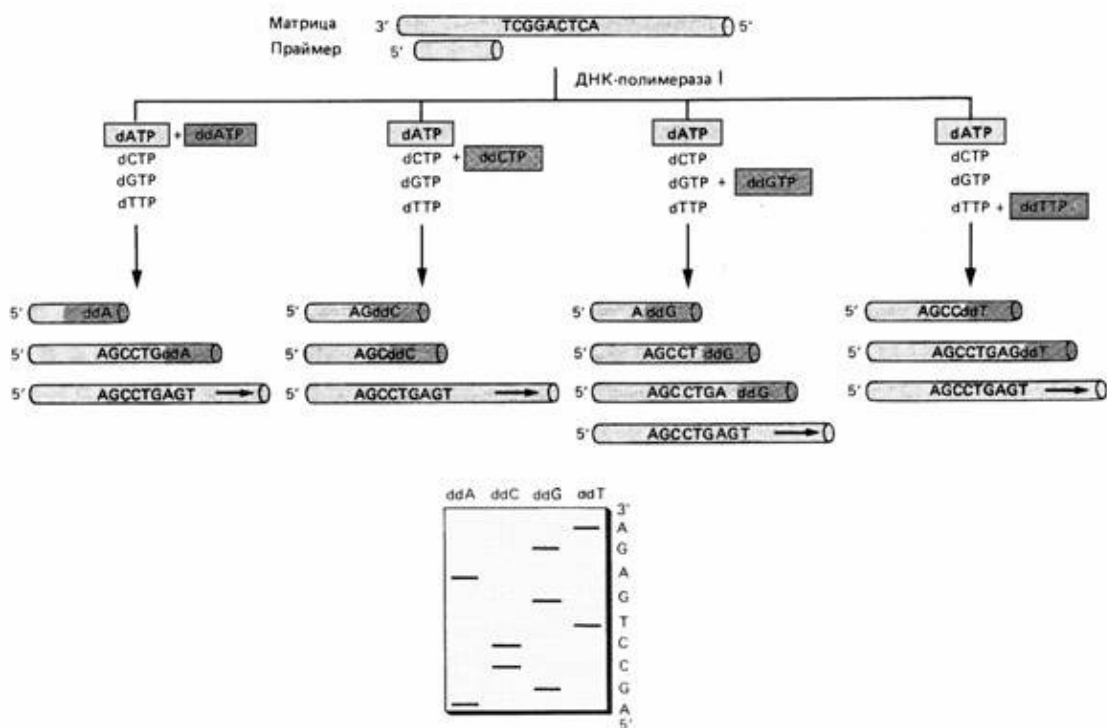 Матрица 3' TCGGACTCA 5'
Праймер 5'
ДНК-полимераза I
dATP + ddATP
dCTP
dGTP
dTTP
dATP
dCTP + ddCTP
dGTP
dTTP
dATP
dCTP
dGTP + ddGTP
dTTP
dATP
dCTP
dGTP
dTTP + ddTTP
5' ddA
5' AGCCTGddA
5' AGCCTGAGT
5' AGddC
5' AGCddC
5' AGCCTGAGT
5' A ddG
5' AGCCT ddG
5' AGCCTGA ddG
5' AGCCTGAGT
5' AGCCddT
5' AGCCTGAGddT
5' AGCCTGAGT
ddA ddC ddG ddT
3'
A
G
A
G
T
C
C
G
A
5'